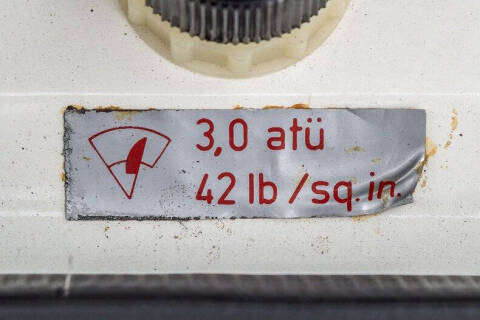 3,0 atü
42 lb/sq.in.